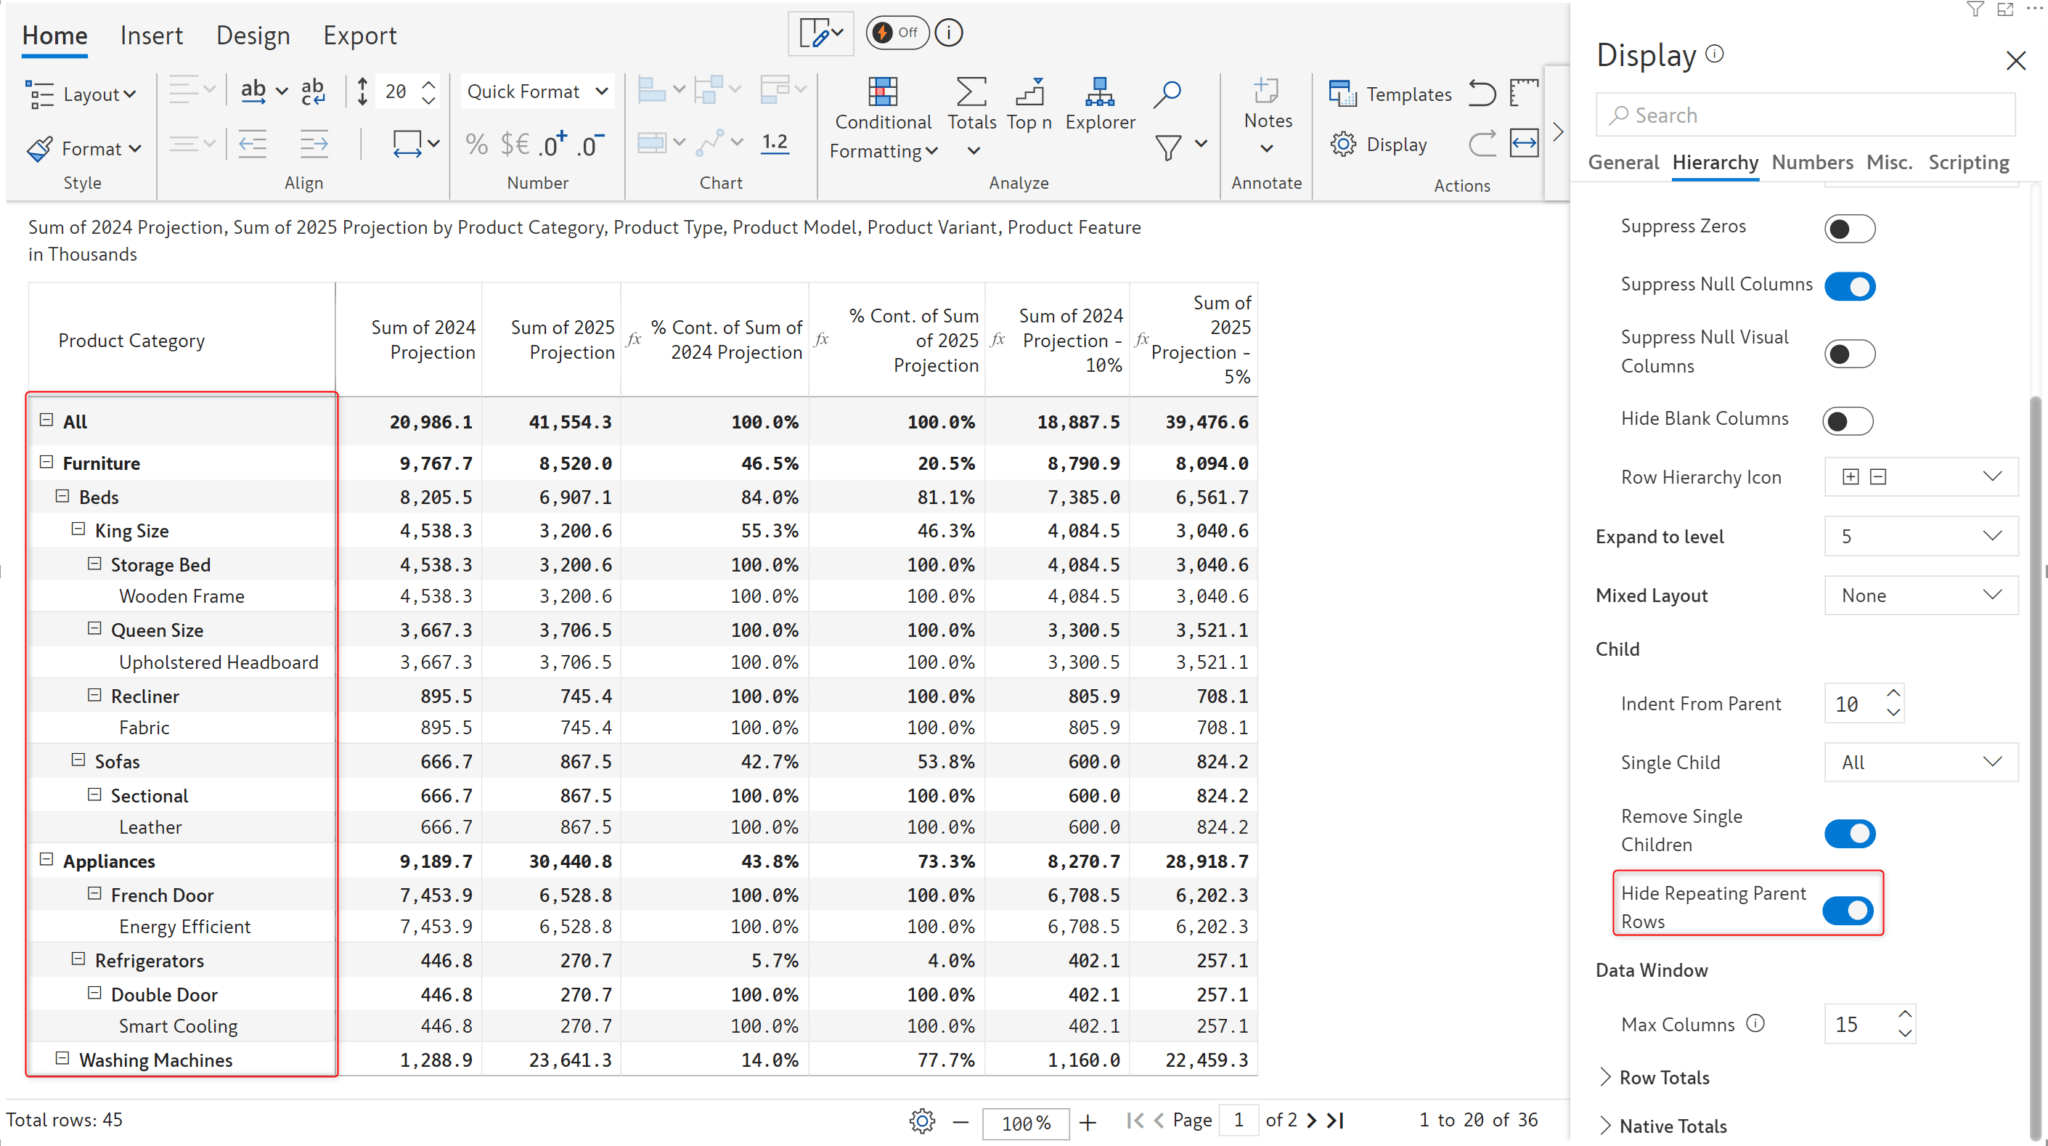 Home Insert Design Export
Off
Layout ab ab 20 Quick Format
c
Format % $€ .0+ .0- 1.2
Style Align Number Chart
Conditional Totals Top n Explorer
Formatting
Analyze
Notes
Annotate
Templates
Display
Actions
Sum of 2024 Projection, Sum of 2025 Projection by Product Category, Product Type, Product Model, Product Variant, Product Feature
in Thousands
Product Category
Sum of 2024
Projection
Sum of 2025
Projection
fx % Cont. of Sum of
2024 Projection
fx % Cont. of Sum
of 2025
Projection
fx Sum of 2024
Projection -
10%
fx Sum of
2025
Projection -
5%
All 20,986.1 41,554.3 100.0% 100.0% 18,887.5 39,476.6
Furniture 9,767.7 8,520.0 46.5% 20.5% 8,790.9 8,094.0
Beds 8,205.5 6,907.1 84.0% 81.1% 7,385.0 6,561.7
King Size 4,538.3 3,200.6 55.3% 46.3% 4,084.5 3,040.6
Storage Bed 4,538.3 3,200.6 100.0% 100.0% 4,084.5 3,040.6
Wooden Frame 4,538.3 3,200.6 100.0% 100.0% 4,084.5 3,040.6
Queen Size 3,667.3 3,706.5 100.0% 100.0% 3,300.5 3,521.1
Upholstered Headboard 3,667.3 3,706.5 100.0% 100.0% 3,300.5 3,521.1
Recliner 895.5 745.4 100.0% 100.0% 805.9 708.1
Fabric 895.5 745.4 100.0% 100.0% 805.9 708.1
Sofas 666.7 867.5 42.7% 53.8% 600.0 824.2
Sectional 666.7 867.5 100.0% 100.0% 600.0 824.2
Leather 666.7 867.5 100.0% 100.0% 600.0 824.2
Appliances 9,189.7 30,440.8 43.8% 73.3% 8,270.7 28,918.7
French Door 7,453.9 6,528.8 100.0% 100.0% 6,708.5 6,202.3
Energy Efficient 7,453.9 6,528.8 100.0% 100.0% 6,708.5 6,202.3
Refrigerators 446.8 270.7 5.7% 4.0% 402.1 257.1
Double Door 446.8 270.7 100.0% 100.0% 402.1 257.1
Smart Cooling 446.8 270.7 100.0% 100.0% 402.1 257.1
Washing Machines 1,288.9 23,641.3 14.0% 77.7% 1,160.0 22,459.3
Total rows: 45 100% Page 1 of 2 1 to 20 of 36
Display
Search
General Hierarchy Numbers Misc. Scripting
Suppress Zeros
Suppress Null Columns
Suppress Null Visual
Columns
Hide Blank Columns
Row Hierarchy Icon
Expand to level 5
Mixed Layout None
Child
Indent From Parent 10
Single Child All
Remove Single
Children
Hide Repeating Parent
Rows
Data Window
Max Columns 15
Row Totals
Native Totals